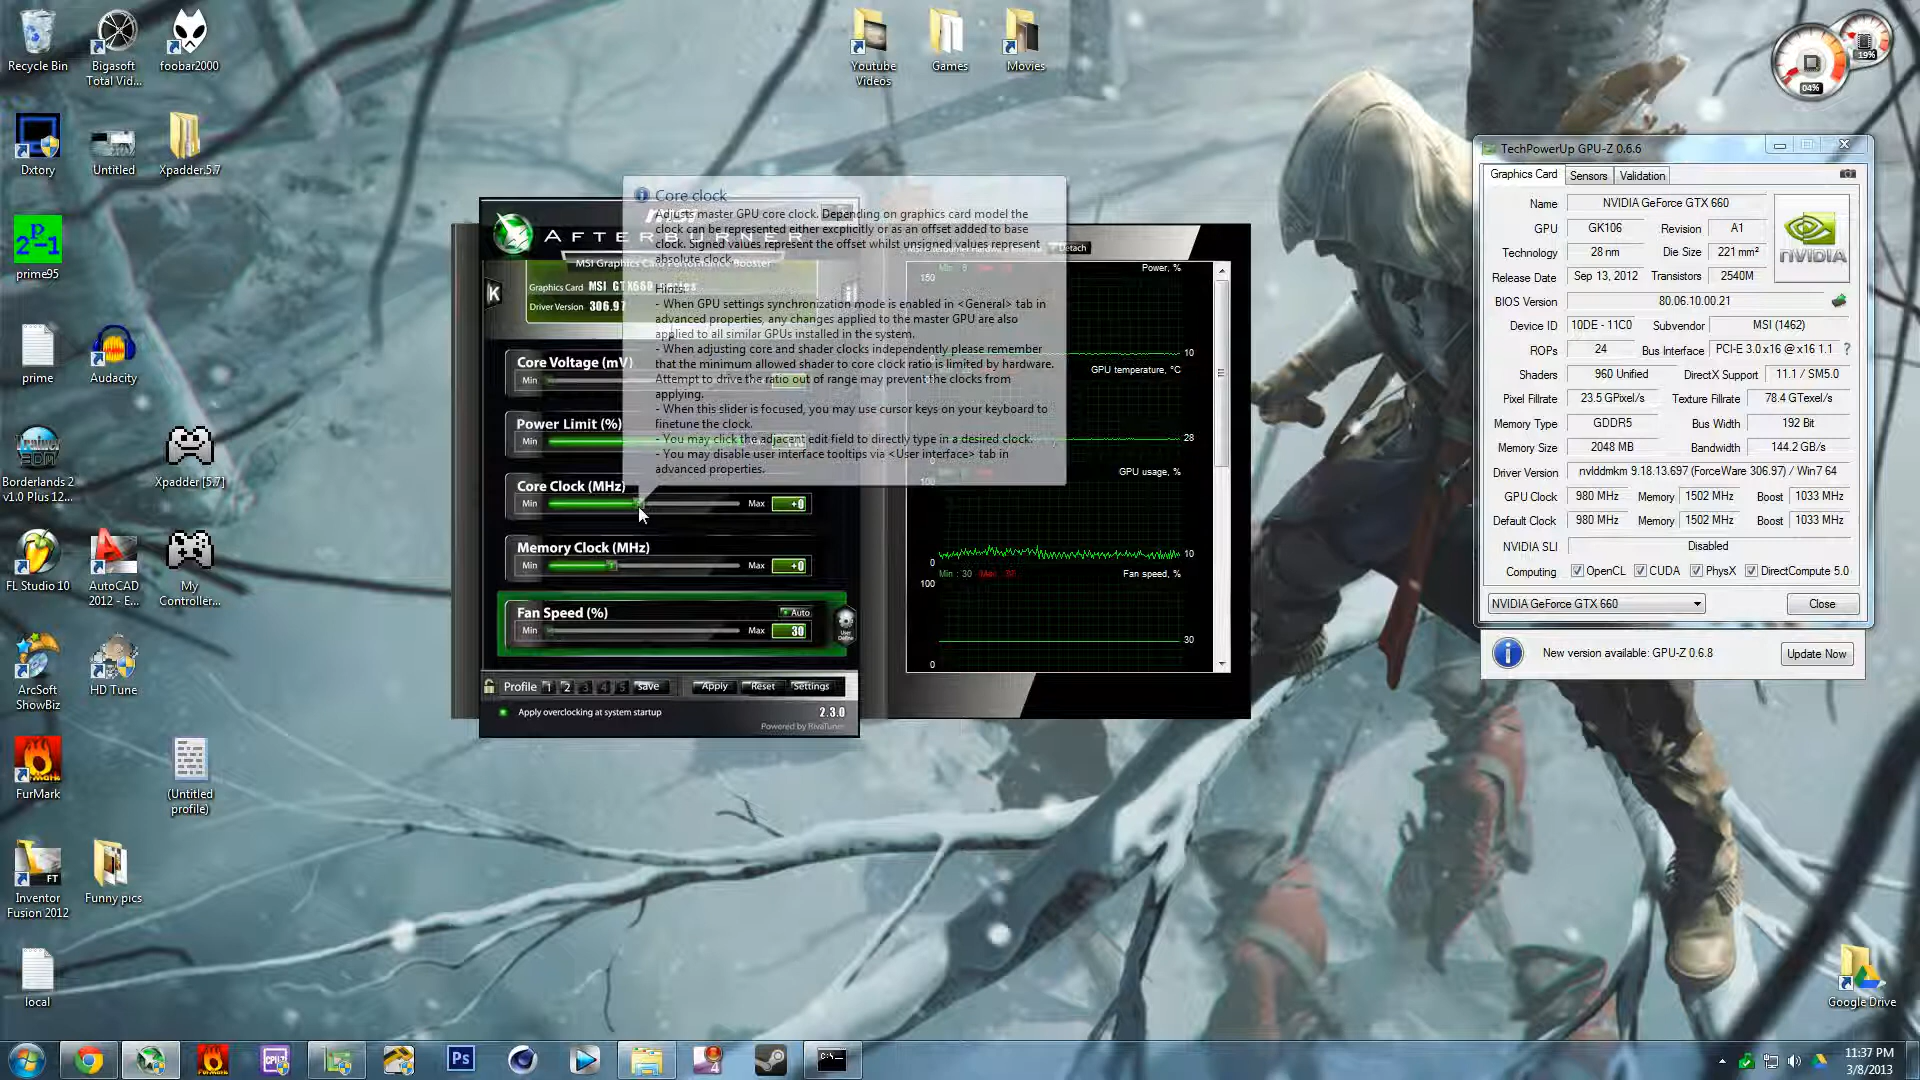 Recycle Bin
Bigasoft
Total Vid...
foobar2000
Youtube
Videos
Games
Movies
19%
04%
Dxtory
Untitled
Xpadder.5.7
P
2-1
prime95
prime
Audacity
Borderlands 2
v1.0 Plus 12...
Xpadder [5.7]
FL Studio 10
AutoCAD
2012 - E...
My
Controller...
ArcSoft
ShowBiz
HD Tune
FurMark
(Untitled
profile)
Inventor
Fusion 2012
Funny pics
local
Google Drive
Core clock
Adjusts master GPU core clock. Depending on graphics card model the
clock can be represented either excplicitly or as an offset added to base
clock. Signed values represent the offset whilst unsigned values represent
absolute clock.
Hints:
- When GPU settings synchronization mode is enabled in <General> tab in
advanced properties, any changes applied to the master GPU are also
applied to all similar GPUs installed in the system.
- When adjusting core and shader clocks independently please remember
that the minimum allowed shader to core clock ratio is limited by hardware.
Attempt to drive the ratio out of range may prevent the clocks from
applying.
- When this slider is focused, you may use cursor keys on your keyboard to
finetune the clock.
- You may click the adjacent edit field to directly type in a desired clock.
- You may disable user interface tooltips via <User interface> tab in
advanced properties.
msi
AFTERBURNER
MSI Graphics Card Performance Booster
Graphics Card MSI GTX660 Series
Driver Version 306.97
K
Core Voltage (mV)
Min
Power Limit (%)
Min
Core Clock (MHz)
Min Max +0
Memory Clock (MHz)
Min Max +0
Fan Speed (%) Auto
Min Max 30
User
Define
Profile 1 2 3 4 5 save Apply Reset Settings
Apply overclocking at system startup 2.3.0
Powered by RivaTuner
Detach
Power, %
150
10
GPU temperature, °C
28
0
GPU usage, %
100
10
0
Min : 30
Fan speed, %
100
30
0
TechPowerUp GPU-Z 0.6.6
Graphics Card Sensors Validation
Name NVIDIA GeForce GTX 660
GPU GK106 Revision A1
Technology 28 nm Die Size 221 mm²
NVIDIA
Release Date Sep 13, 2012 Transistors 2540M
BIOS Version 80.06.10.00.21
Device ID 10DE - 11C0 Subvendor MSI (1462)
ROPs 24 Bus Interface PCI-E 3.0 x16 @ x16 1.1 ?
Shaders 960 Unified DirectX Support 11.1 / SM5.0
Pixel Fillrate 23.5 GPixel/s Texture Fillrate 78.4 GTexel/s
Memory Type GDDR5 Bus Width 192 Bit
Memory Size 2048 MB Bandwidth 144.2 GB/s
Driver Version nvlddmkm 9.18.13.697 (ForceWare 306.97) / Win7 64
GPU Clock 980 MHz Memory 1502 MHz Boost 1033 MHz
Default Clock 980 MHz Memory 1502 MHz Boost 1033 MHz
NVIDIA SLI Disabled
Computing OpenCL CUDA PhysX DirectCompute 5.0
NVIDIA GeForce GTX 660 Close
New version available: GPU-Z 0.6.8 Update Now
Ps
4
11:37 PM
3/8/2013